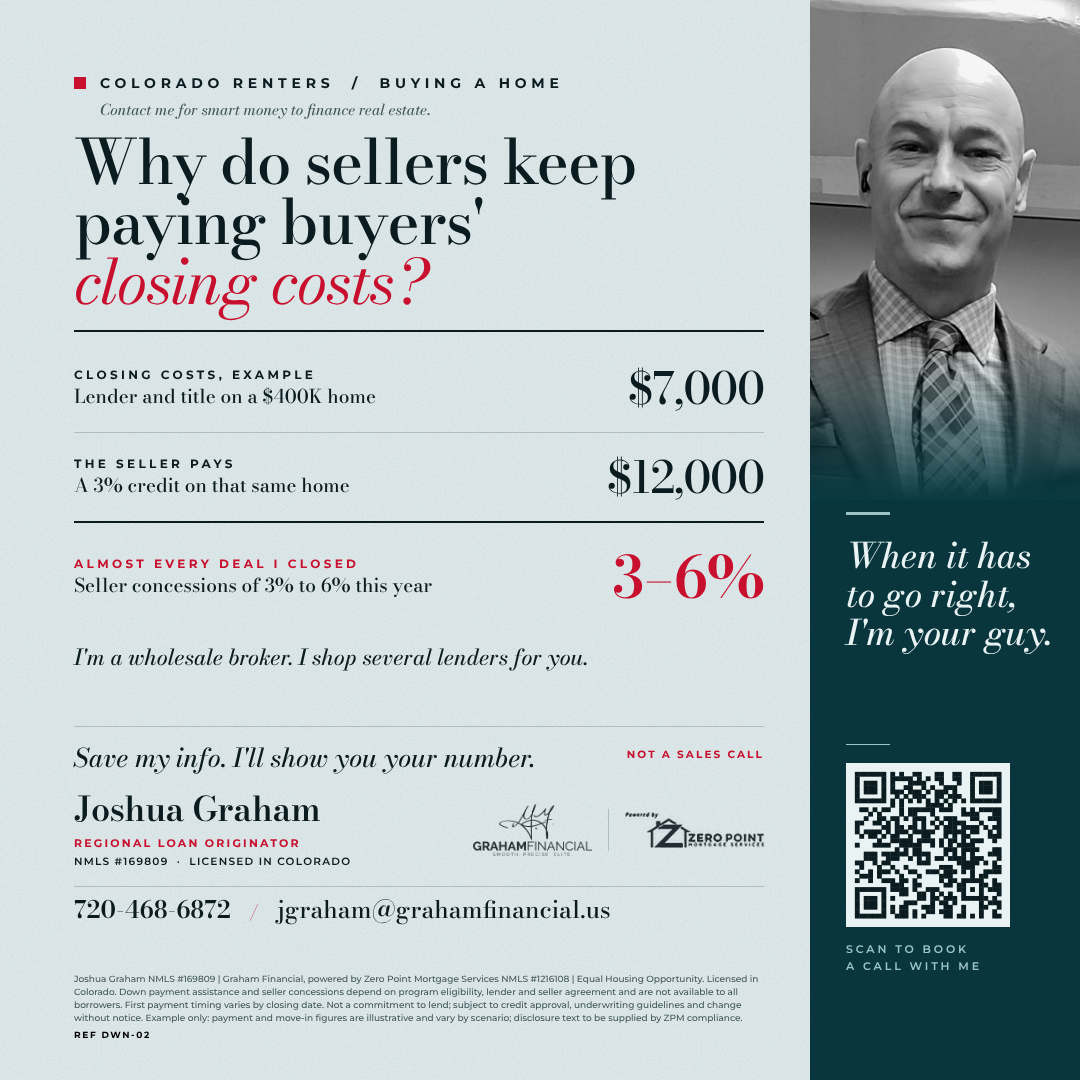 COLORADO RENTERS / BUYING A HOME
Contact me for smart money to finance real estate.
Why do sellers keep
paying buyers'
closing costs?
CLOSING COSTS, EXAMPLE
Lender and title on a $400K home
$7,000
THE SELLER PAYS
A 3% credit on that same home
$12,000
ALMOST EVERY DEAL I CLOSED
Seller concessions of 3% to 6% this year
3–6%
I'm a wholesale broker. I shop several lenders for you.
Save my info. I'll show you your number.
NOT A SALES CALL
Joshua Graham
REGIONAL LOAN ORIGINATOR
NMLS #169809 · LICENSED IN COLORADO
GRAHAMFINANCIAL
SMOOTH. PRECISE. ELITE.
Powered by
ZERO POINT
MORTGAGE SERVICES
720-468-6872 / jgraham@grahamfinancial.us
Joshua Graham NMLS #169809 | Graham Financial, powered by Zero Point Mortgage Services NMLS #1216108 | Equal Housing Opportunity. Licensed in
Colorado. Down payment assistance and seller concessions depend on program eligibility, lender and seller agreement and are not available to all
borrowers. First payment timing varies by closing date. Not a commitment to lend; subject to credit approval, underwriting guidelines and change
without notice. Example only: payment and move-in figures are illustrative and vary by scenario; disclosure text to be supplied by ZPM compliance.
REF DWN-02
When it has
to go right,
I'm your guy.
SCAN TO BOOK
A CALL WITH ME